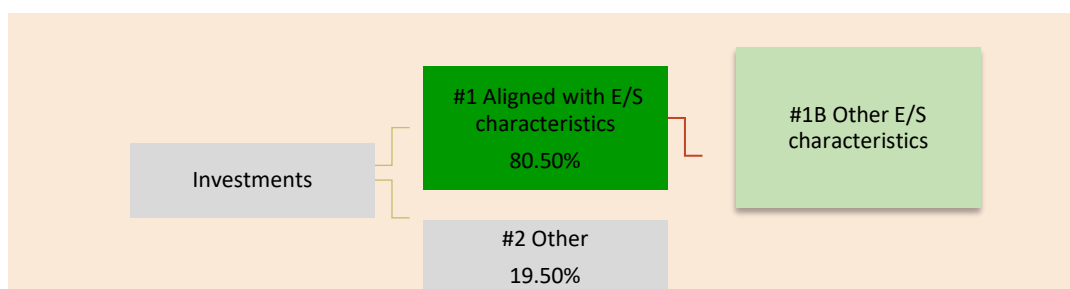 Investments
#1 Aligned with E/S
characteristics
80.50%
#2 Other
19.50%
#1B Other E/S
characteristics